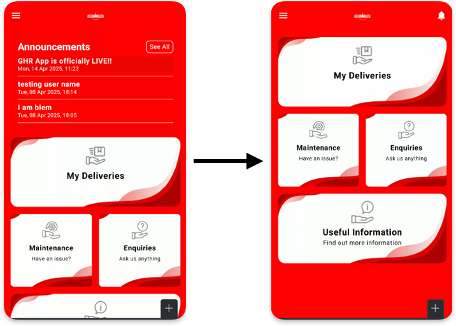 Announcements
See All
GHR App is officially LIVE!!
Mon, 14 Apr 2025, 11:23
testing user name
Tue, 08 Apr 2025, 18:14
I am blem
Tue, 08 Apr 2025, 18:05
My Deliveries
Maintenance
Have an issue?
Enquiries
Ask us anything
My Deliveries
Maintenance
Have an issue?
Enquiries
Ask us anything
Useful Information
Find out more information